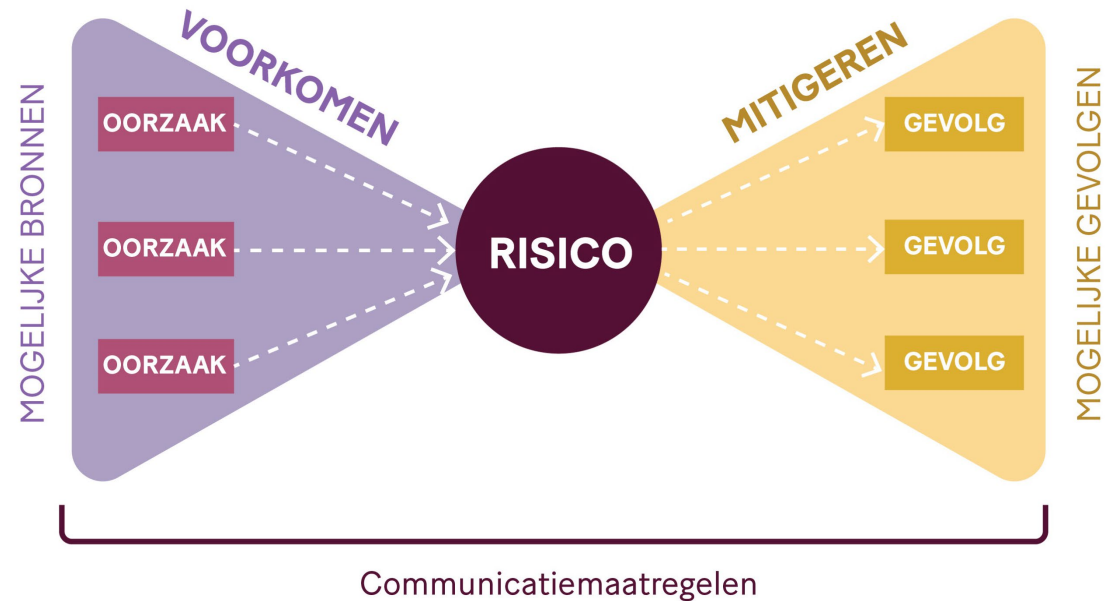 VOORKOMEN
MITIGEREN
MOGELIJKE BRONNEN
OORZAAK
OORZAAK
OORZAAK
RISICO
GEVOLG
GEVOLG
GEVOLG
MOGELIJKE GEVOLGEN
Communicatiemaatregelen